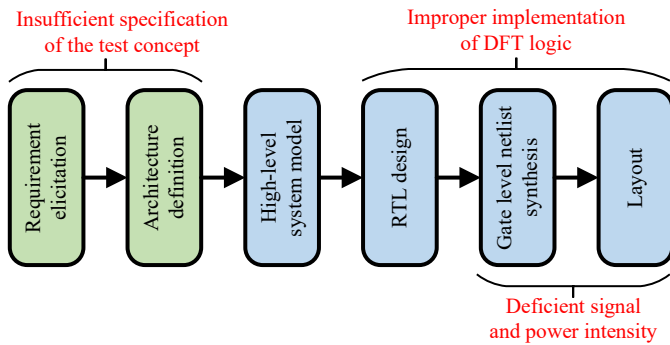 Insufficient specification
of the test concept
Improper implementation
of DFT logic
Requirement
elicitation
Architecture
definition
High-level
system model
RTL design
Gate level netlist
synthesis
Layout
Deficient signal
and power intensity